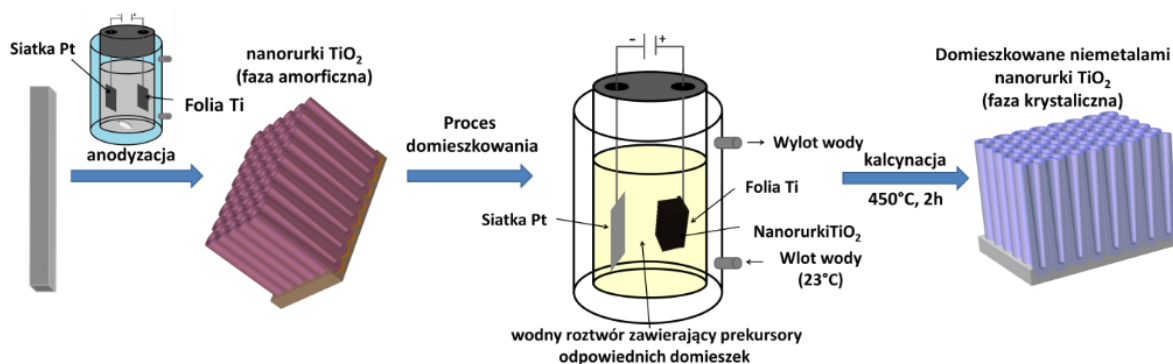 Siatka Pt
Folia Ti
anodyzacja
nanorurki TiO₂
(faza amorficzna)
Proces
domieszkowania
- +
Siatka Pt
Wylot wody
Folia Ti
NanorurkiTiO₂
Wlot wody
(23°C)
wodny roztwór zawierający prekursory
odpowiednich domieszek
kalcynacja
450°C, 2h
Domieszkowane niemetalami
nanorurki TiO₂
(faza krystaliczna)